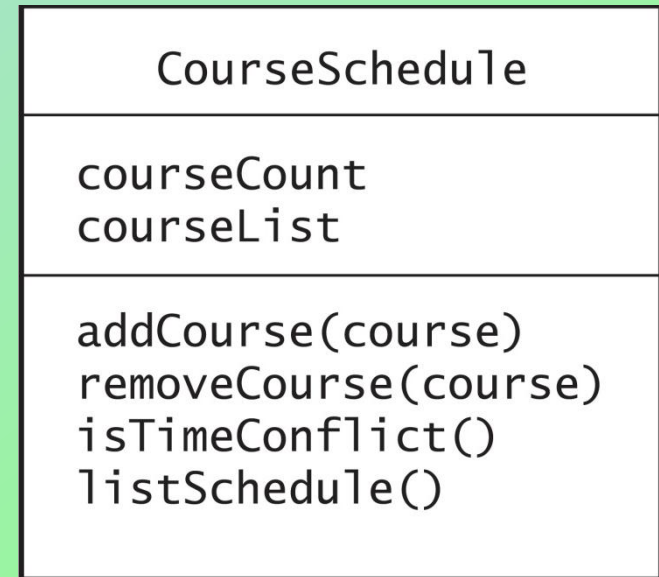 CourseSchedule
courseCount
courseList
addCourse(course)
removeCourse(course)
isTimeConflict()
listSchedule()